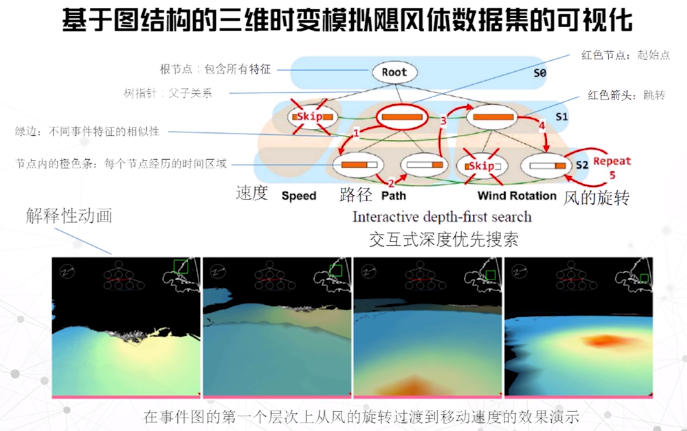 基于图结构的三维时变模拟飓风体数据集的可视化
根节点：包含所有特征
Root
S0
红色节点：起始点
树指针：父子关系
红色箭头：跳转
Skip
S1
绿边：不同事件特征的相似性
1
3
4
节点内的橙色条：每个节点经历的时间区域
2
Skip
S2
Repeat
5
速度
Speed
路径
Path
Wind Rotation
风的旋转
解释性动画
Interactive depth-first search
交互式深度优先搜索
在事件图的第一个层次上从风的旋转过渡到移动速度的效果演示